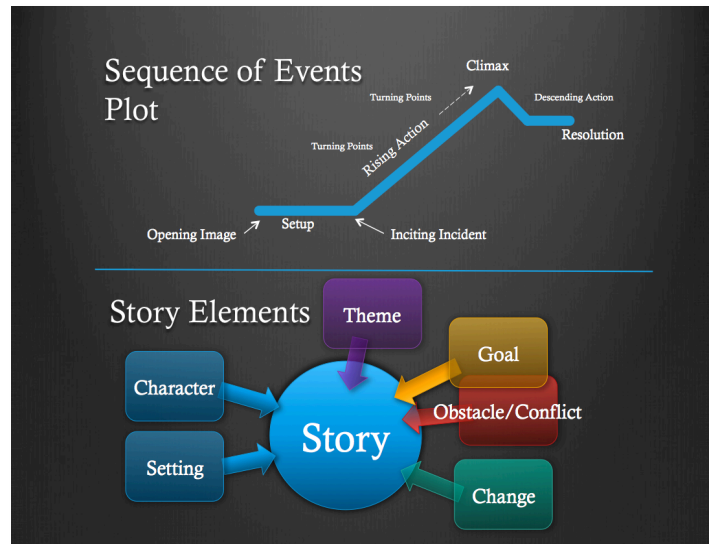 Sequence of Events
Plot
Climax
Turning Points
Descending Action
Rising Action
Turning Points
Resolution
Setup
Opening Image
Inciting Incident
Story Elements
Theme
Goal
Character
Obstacle/Conflict
Story
Setting
Change